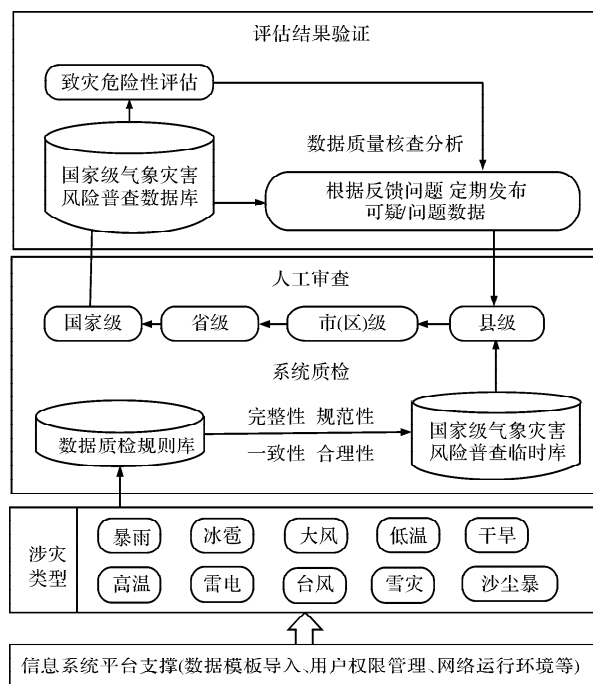 评估结果验证
致灾危险性评估
数据质量核查分析
国家级气象灾害
风险普查数据库
根据反馈问题 定期发布
可疑/问题数据
人工审查
国家级
省级
市(区)级
县级
系统质检
数据质检规则库
完整性 规范性
一致性 合理性
国家级气象灾害
风险普查临时库
涉灾
类型
暴雨
冰雹
大风
低温
干旱
高温
雷电
台风
雪灾
沙尘暴
信息系统平台支撑(数据模板导入、用户权限管理、网络运行环境等)